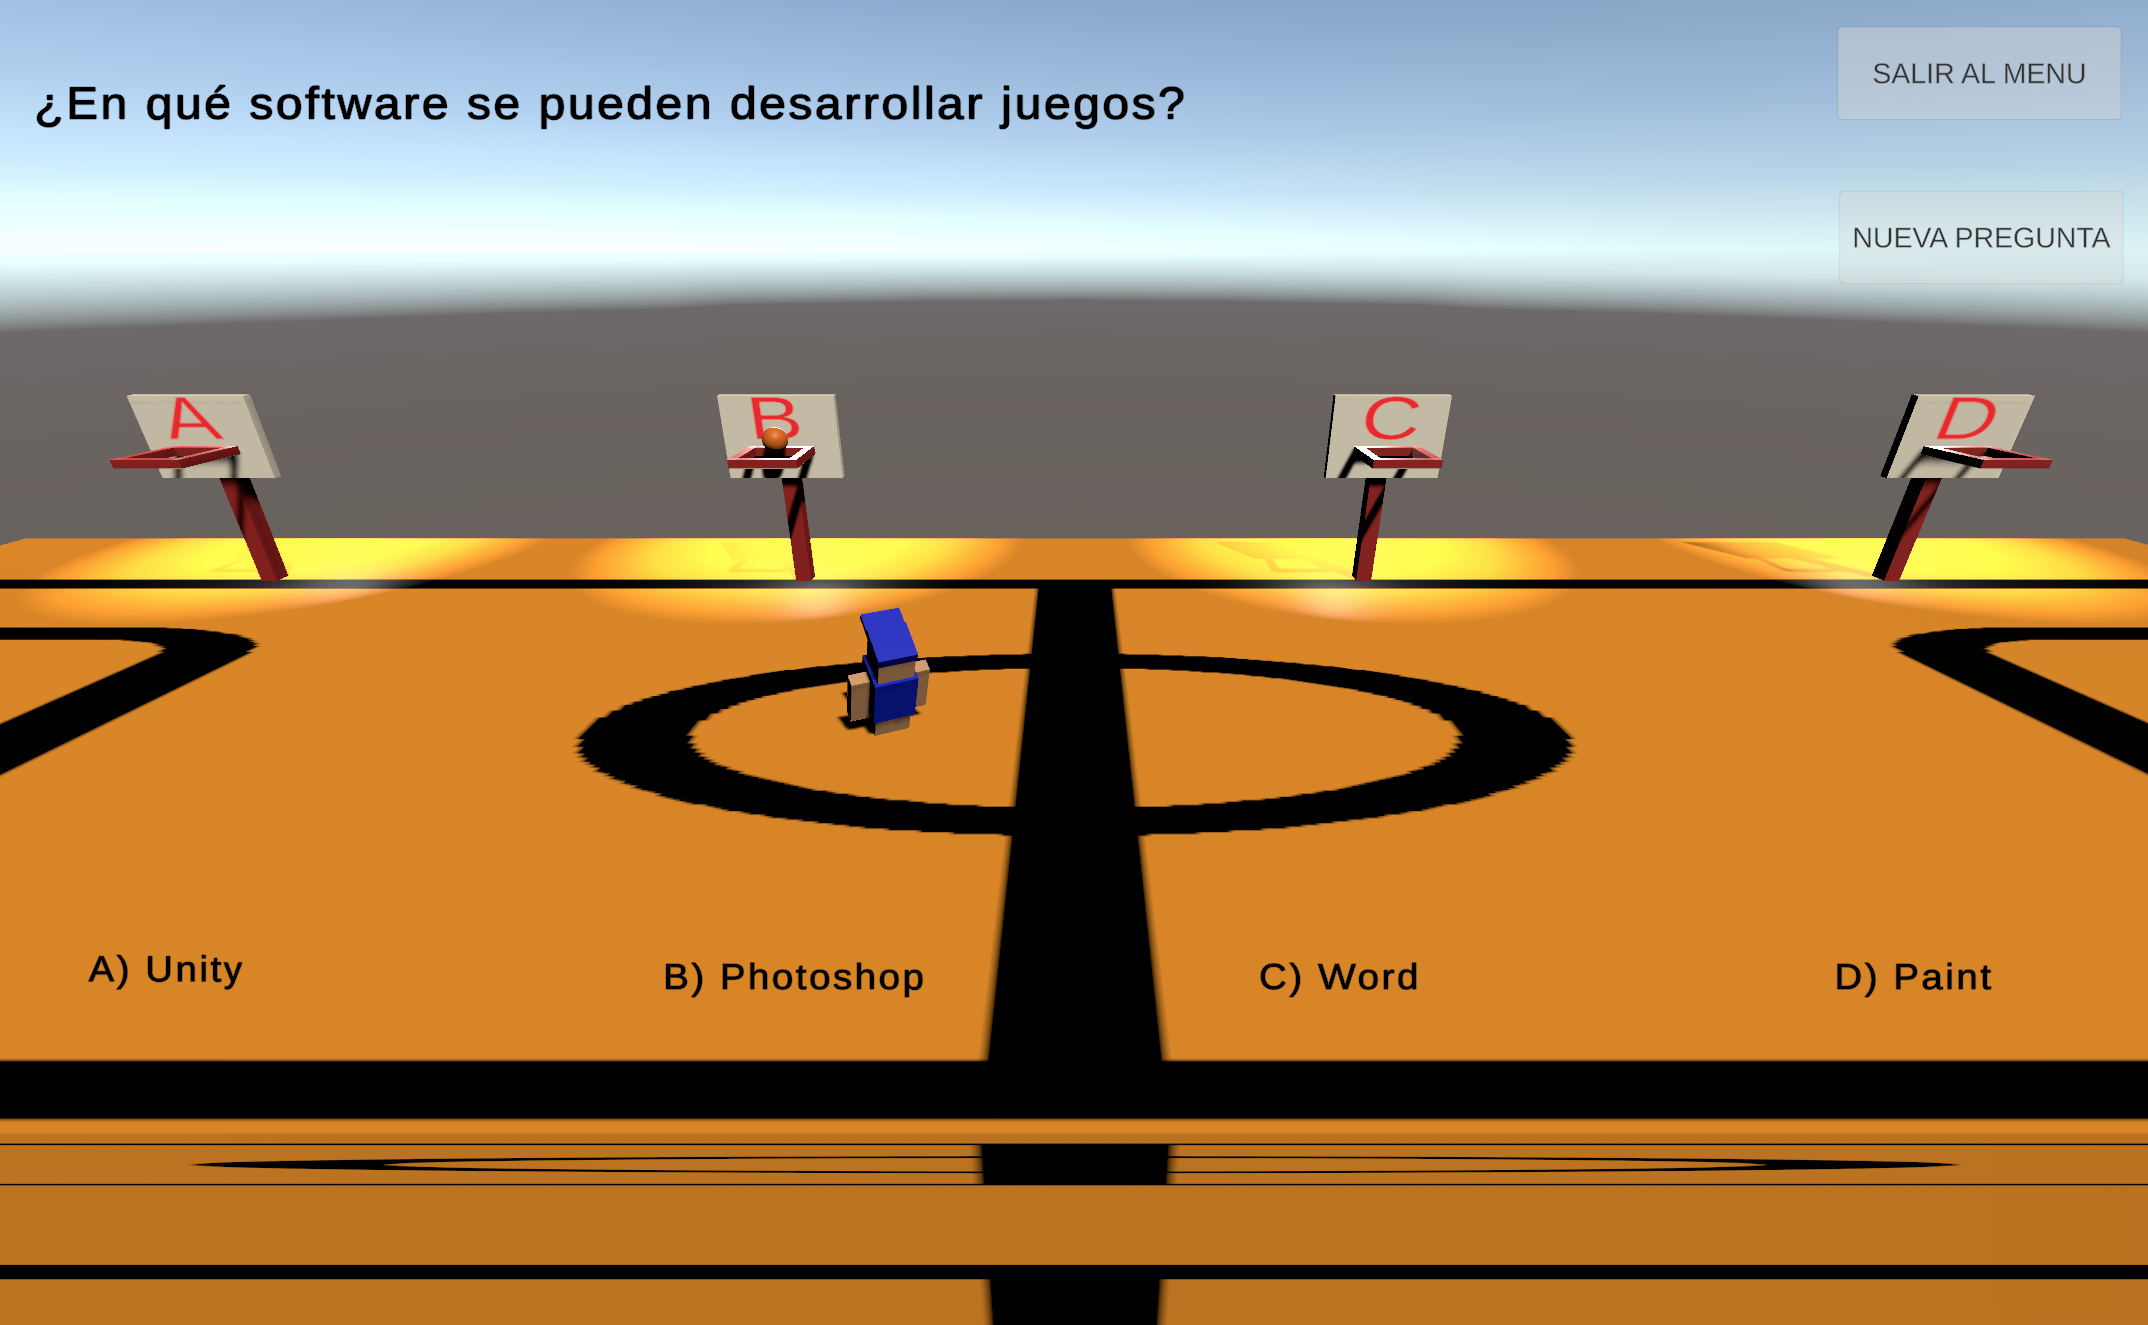 SALIR AL MENU
¿En qué software se pueden desarrollar juegos?
NUEVA PREGUNTA
A
B
C
D
A) Unity
B) Photoshop
C) Word
D) Paint